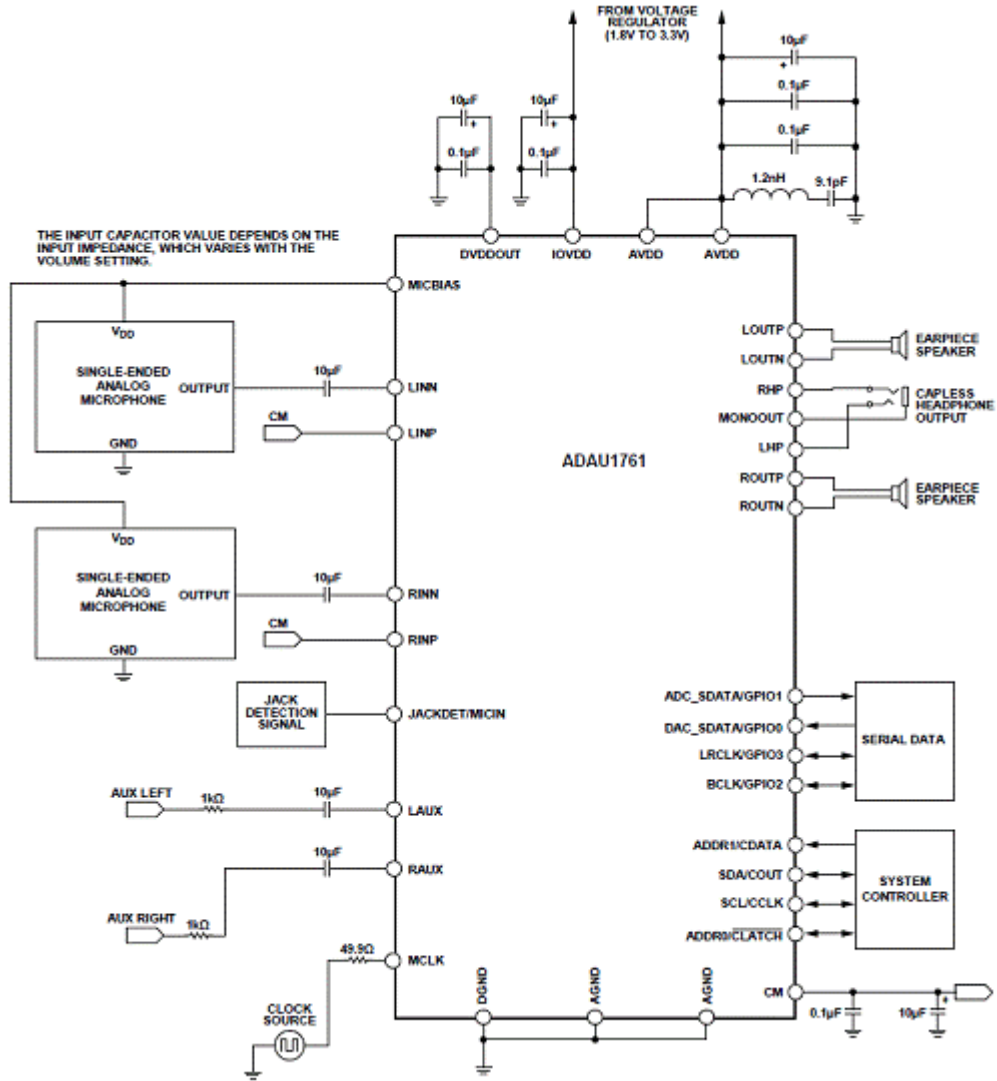 FROM VOLTAGE
REGULATOR
(1.8V TO 3.3V)
10µF
+
0.1µF
0.1µF
1.2nH
9.1pF
10µF
+
0.1µF
10µF
+
0.1µF
THE INPUT CAPACITOR VALUE DEPENDS ON THE
INPUT IMPEDANCE, WHICH VARIES WITH THE
VOLUME SETTING.
DVDDOUT
IOVDD
AVDD
AVDD
MICBIAS
VDD
SINGLE-ENDED
ANALOG
MICROPHONE
OUTPUT
GND
10µF
LINN
CM
LINP
VDD
SINGLE-ENDED
ANALOG
MICROPHONE
OUTPUT
GND
10µF
RINN
CM
RINP
JACK
DETECTION
SIGNAL
JACKDET/MICIN
AUX LEFT
1kΩ
10µF
LAUX
10µF
RAUX
AUX RIGHT
1kΩ
49.9Ω
MCLK
CLOCK
SOURCE
ADAU1761
LOUTP
LOUTN
EARPIECE
SPEAKER
RHP
MONOOUT
LHP
CAPLESS
HEADPHONE
OUTPUT
ROUTP
ROUTN
EARPIECE
SPEAKER
ADC_SDATA/GPIO1
DAC_SDATA/GPIO0
LRCLK/GPIO3
BCLK/GPIO2
SERIAL DATA
ADDR1/CDATA
SDA/COUT
SCL/CCLK
ADDR0/CLATCH
SYSTEM
CONTROLLER
DGND
AGND
AGND
CM
0.1µF
10µF
+